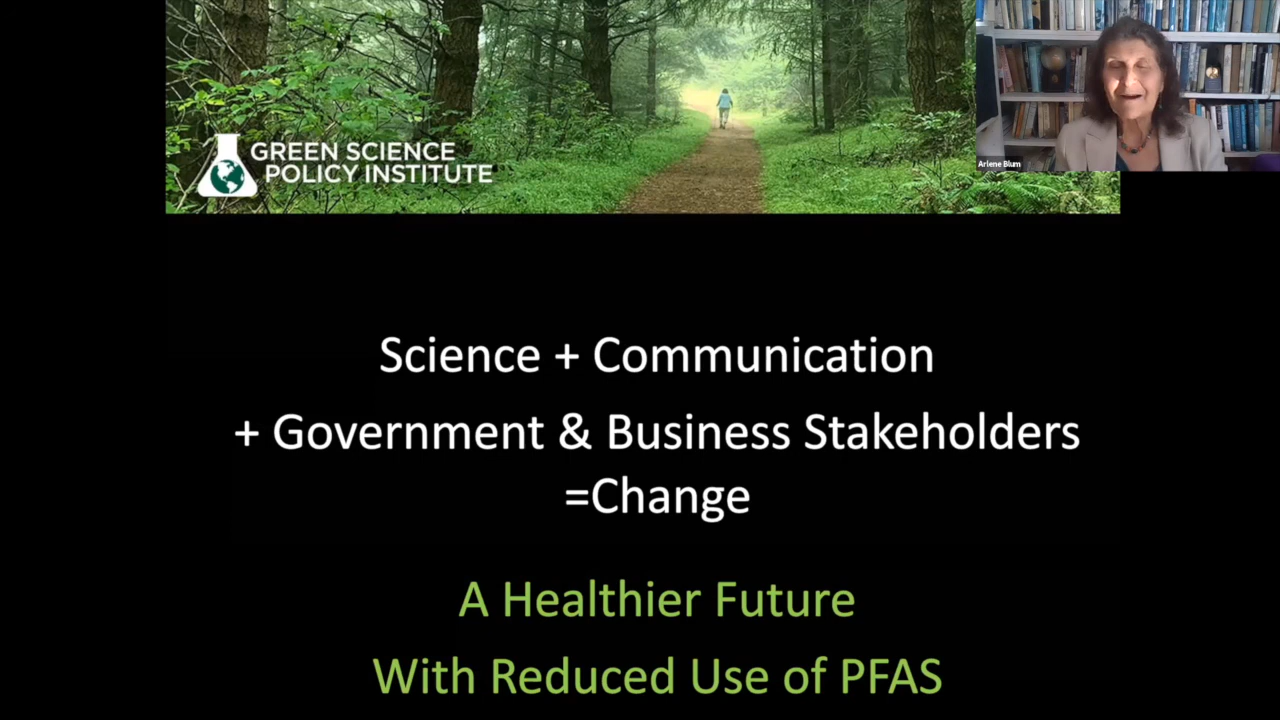 GREEN SCIENCE
POLICY INSTITUTE
Arlene Blum
Science + Communication
+ Government & Business Stakeholders
=Change
A Healthier Future
With Reduced Use of PFAS